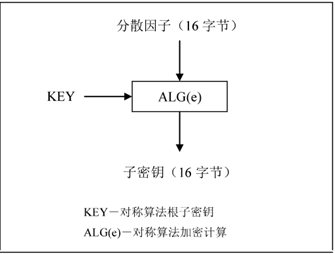 分散因子（16 字节）
KEY
ALG(e)
子密钥（16 字节）
KEY－对称算法根子密钥
ALG(e)－对称算法加密计算